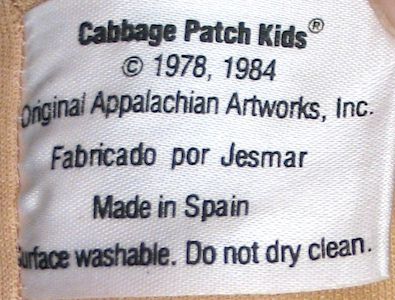 Cabbage Patch Kids®
© 1978, 1984
Original Appalachian Artworks, Inc.
Fabricado por Jesmar
Made in Spain
Surface washable. Do not dry clean.